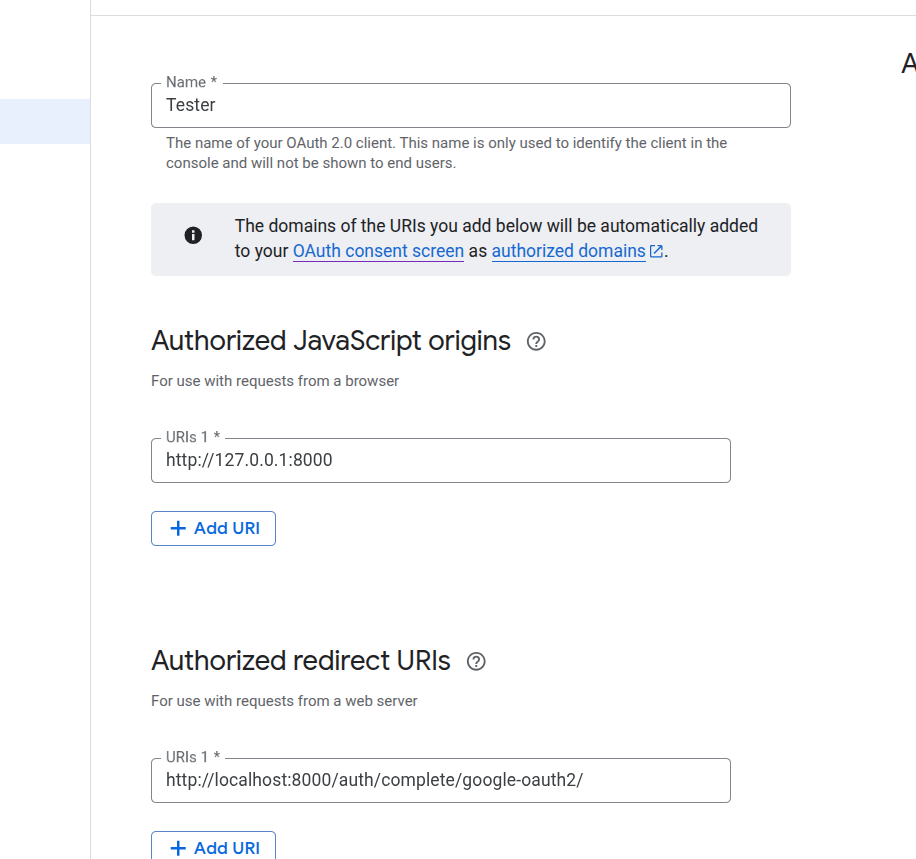 A
Name *
Tester
The name of your OAuth 2.0 client. This name is only used to identify the client in the
console and will not be shown to end users.
The domains of the URIs you add below will be automatically added
to your OAuth consent screen as authorized domains.
Authorized JavaScript origins
For use with requests from a browser
URIs 1 *
http://127.0.0.1:8000
+ Add URI
Authorized redirect URIs
For use with requests from a web server
URIs 1 *
http://localhost:8000/auth/complete/google-oauth2/
+ Add URI